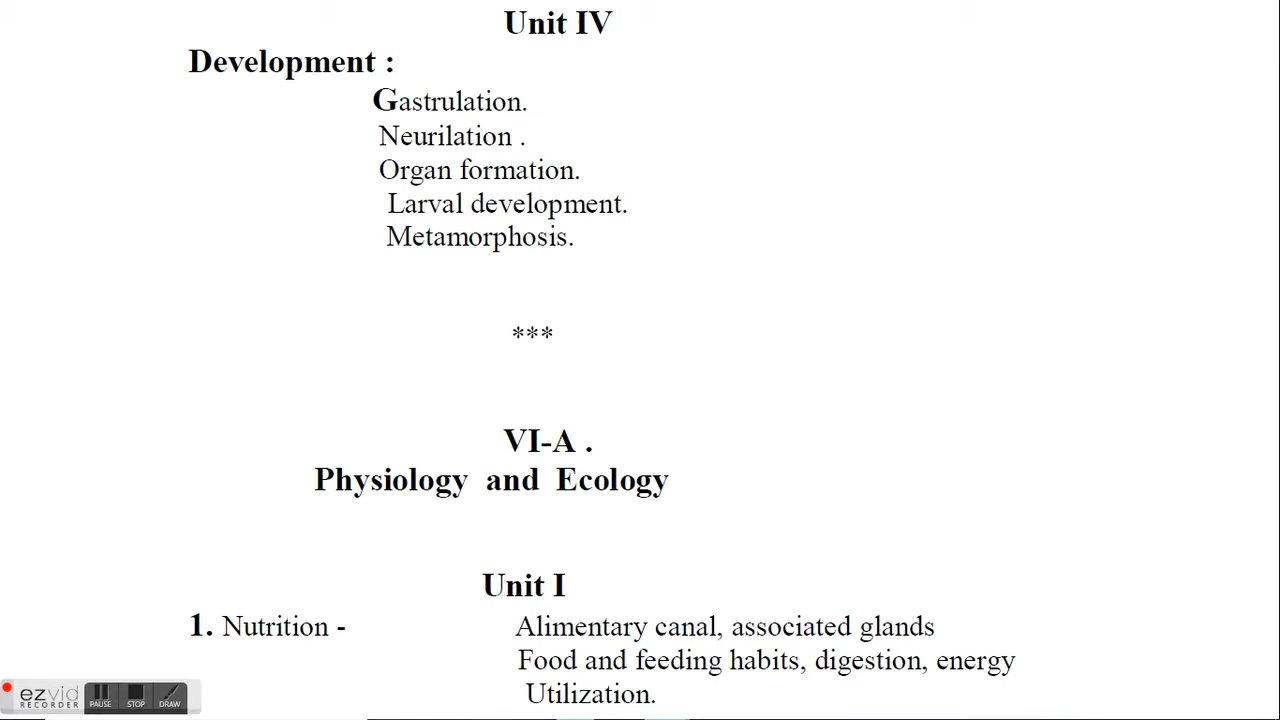 Unit IV
Development :
Gastrulation.
Neurilation .
Organ formation.
Larval development.
Metamorphosis.
***
VI-A .
Physiology and Ecology
Unit I
1. Nutrition - Alimentary canal, associated glands
Food and feeding habits, digestion, energy
Utilization.
ezvid
RECORDER
PAUSE STOP DRAW